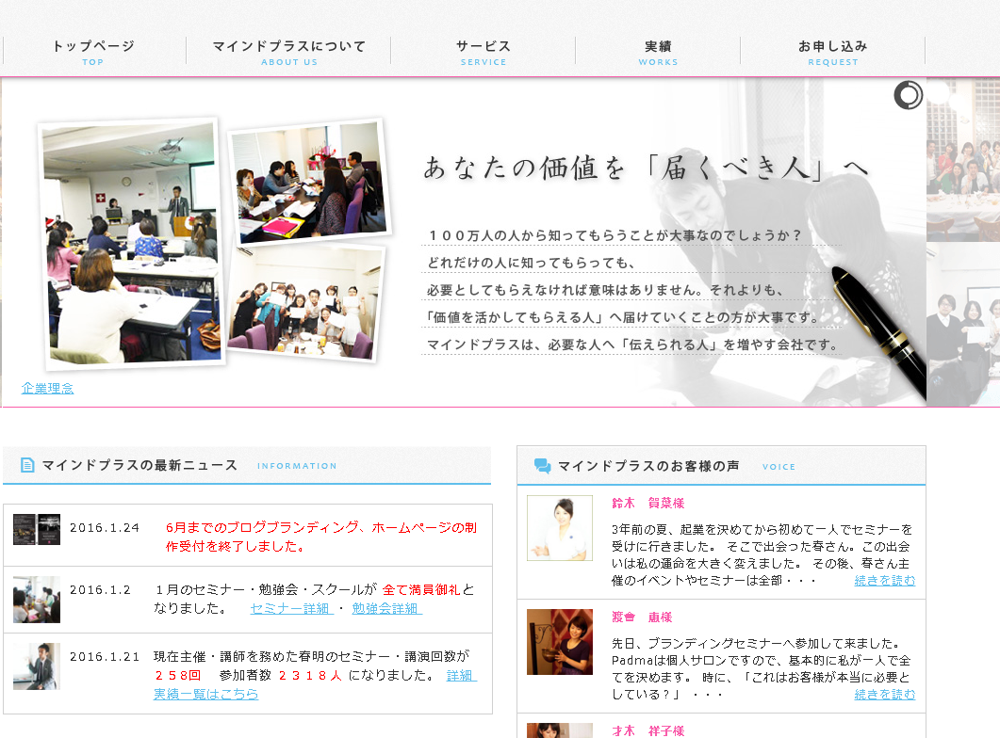 トップページ
TOP
マインドプラスについて
ABOUT US
サービス
SERVICE
実績
WORKS
お申し込み
REQUEST
あなたの価値を「届くべき人」へ
１００万人の人から知ってもらうことが大事なのでしょうか？
どれだけの人に知ってもらっても、
必要としてもらえなければ意味はありません。それよりも、
「価値を活かしてもらえる人」へ届けていくことの方が大事です。
マインドプラスは、必要な人へ「伝えられる人」を増やす会社です。
企業理念
マインドプラスの最新ニュース INFORMATION
2016.1.24 6月までのブログブランディング、ホームページの制
作受付を終了しました。
2016.1.2 １月のセミナー・勉強会・スクールが 全て満員御礼と
なりました。 セミナー詳細 ・ 勉強会詳細
2016.1.21 現在主催・講師を務めた春明のセミナー・講演回数が
２５８回 参加者数 ２３１８人 になりました。 詳細
実績一覧はこちら
マインドプラスのお客様の声 VOICE
鈴木 賀菜様
3年前の夏、起業を決めてから初めて一人でセミナーを
受けに行きました。 そこで出会った春さん。この出会
いは私の運命を大きく変えました。 その後、春さん主
催のイベントやセミナーは全部・・・ 続きを読む
渡會 恵様
先日、ブランディングセミナーへ参加して来ました。
Padmaは個人サロンですので、基本的に私が一人で全
てを決めます。 時に、「これはお客様が本当に必要と
している？」 ・・・ 続きを読む
才木 祥子様